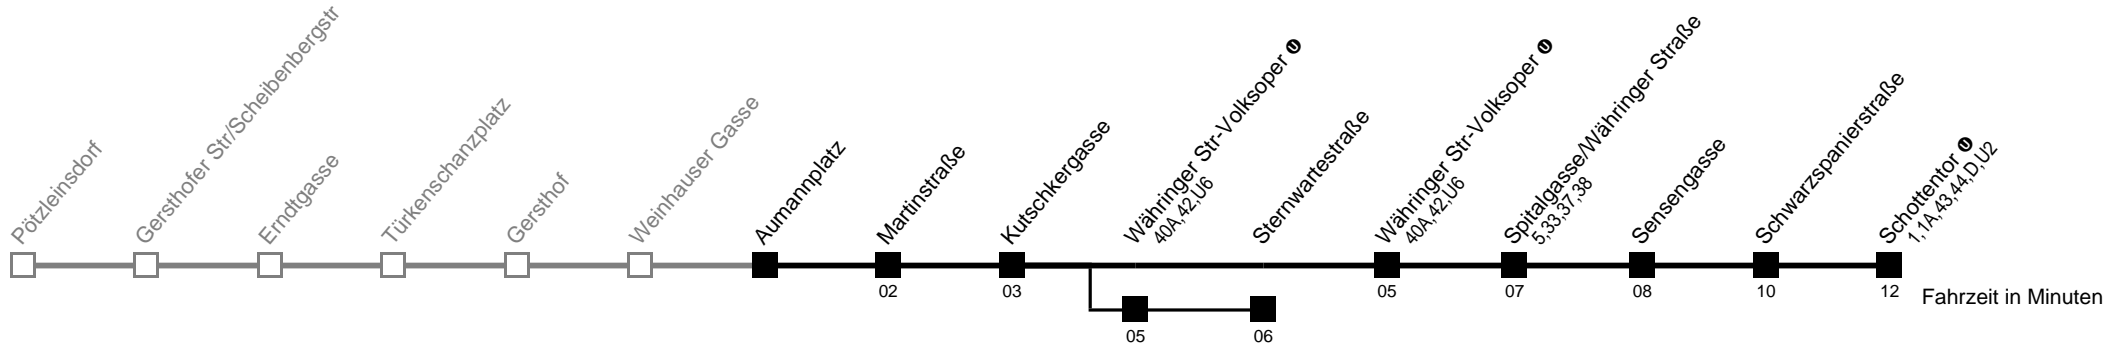 Pötzleinsdorf
Gersthofer Str/Scheibenbergstr
Erndtgasse
Türkenschanzplatz
Gersthof
Weinhauser Gasse
Aumannplatz
Martinstraße
Kutschkergasse
Währinger Str-Volksoper U
40A,42,U6
Sternwartestraße
Währinger Str-Volksoper U
40A,42,U6
Spitalgasse/Währinger Straße
5,33,37,38
Sensengasse
Schwarzspanierstraße
Schottentor U
1,1A,43,44,D,U2
02 03 05 07 08 10 12 Fahrzeit in Minuten
05 06